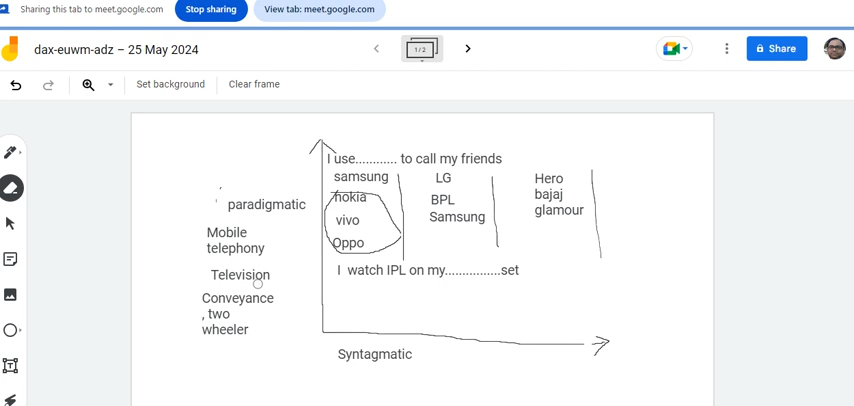 Sharing this tab to meet.google.com
Stop sharing
View tab: meet.google.com
dax-euwm-adz – 25 May 2024
1/2
Share
Set background
Clear frame
I use............ to call my friends
samsung
nokia
vivo
Oppo
LG
BPL
Samsung
Hero
bajaj
glamour
paradigmatic
Mobile
telephony
Television
Conveyance
, two
wheeler
I watch IPL on my................set
Syntagmatic